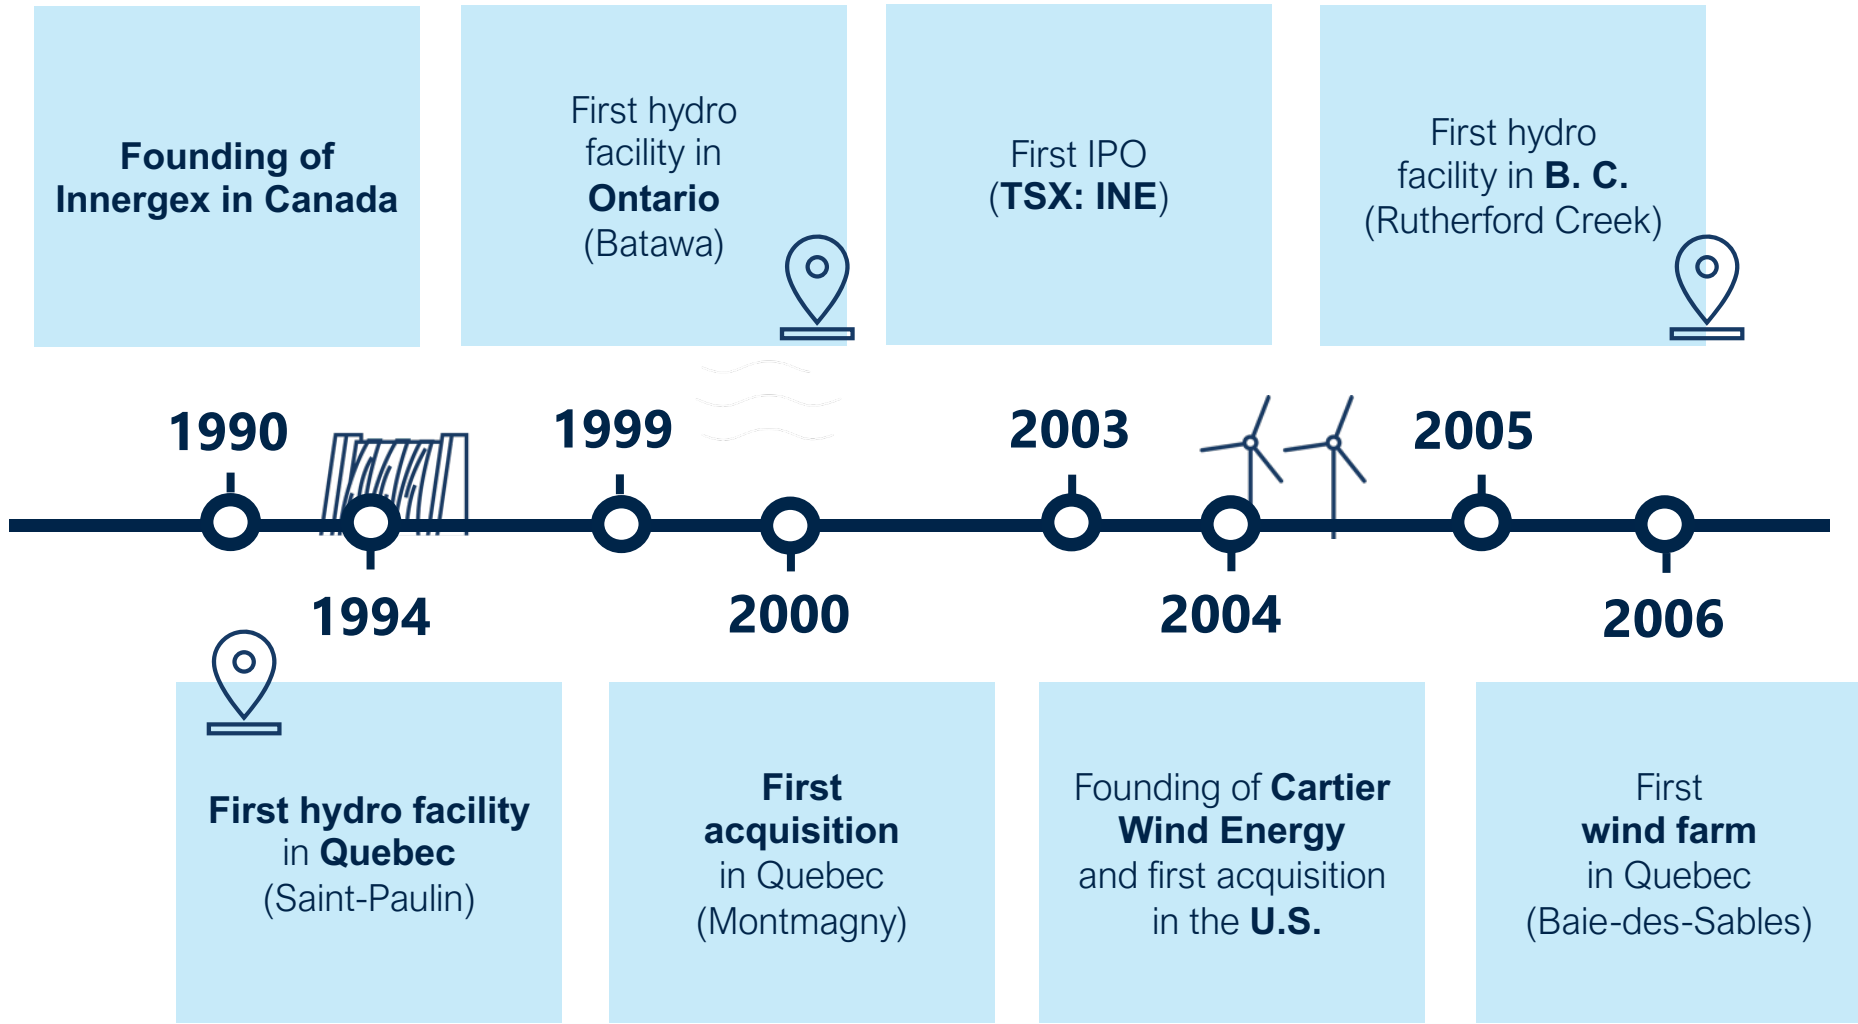 Founding of
Innergex in Canada
First hydro
facility in
Ontario
(Batawa)
First IPO
(TSX: INE)
First hydro
facility in B. C.
(Rutherford Creek)
1990
1999
2003
2005
1994
2000
2004
2006
First hydro facility
in Quebec
(Saint-Paulin)
First
acquisition
in Quebec
(Montmagny)
Founding of Cartier
Wind Energy
and first acquisition
in the U.S.
First
wind farm
in Quebec
(Baie-des-Sables)